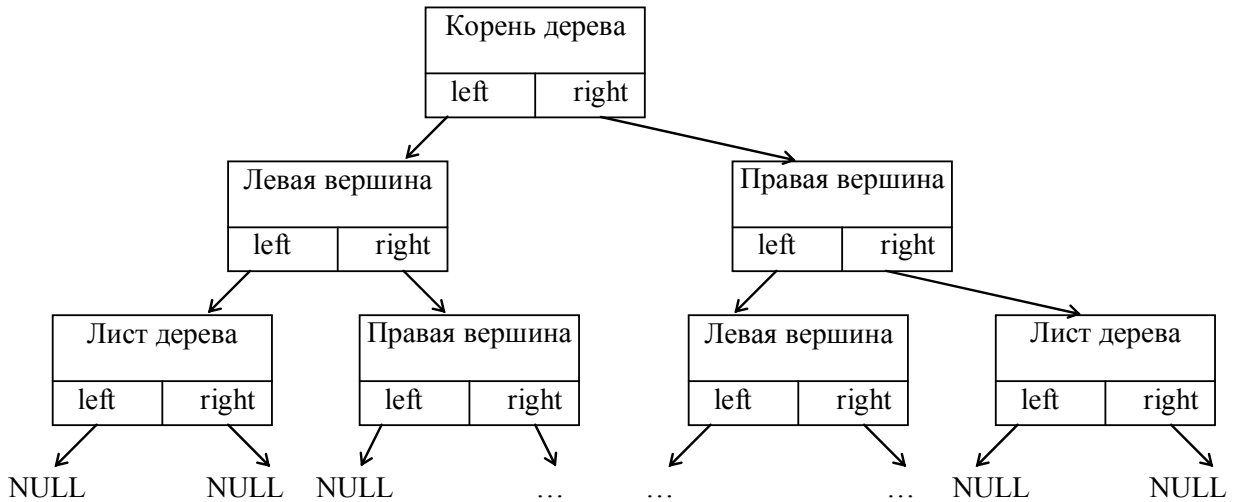 Корень дерева
left right
Левая вершина Правая вершина
left right left right
Лист дерева Правая вершина Левая вершина Лист дерева
left right left right left right left right
NULL NULL NULL … … … NULL NULL